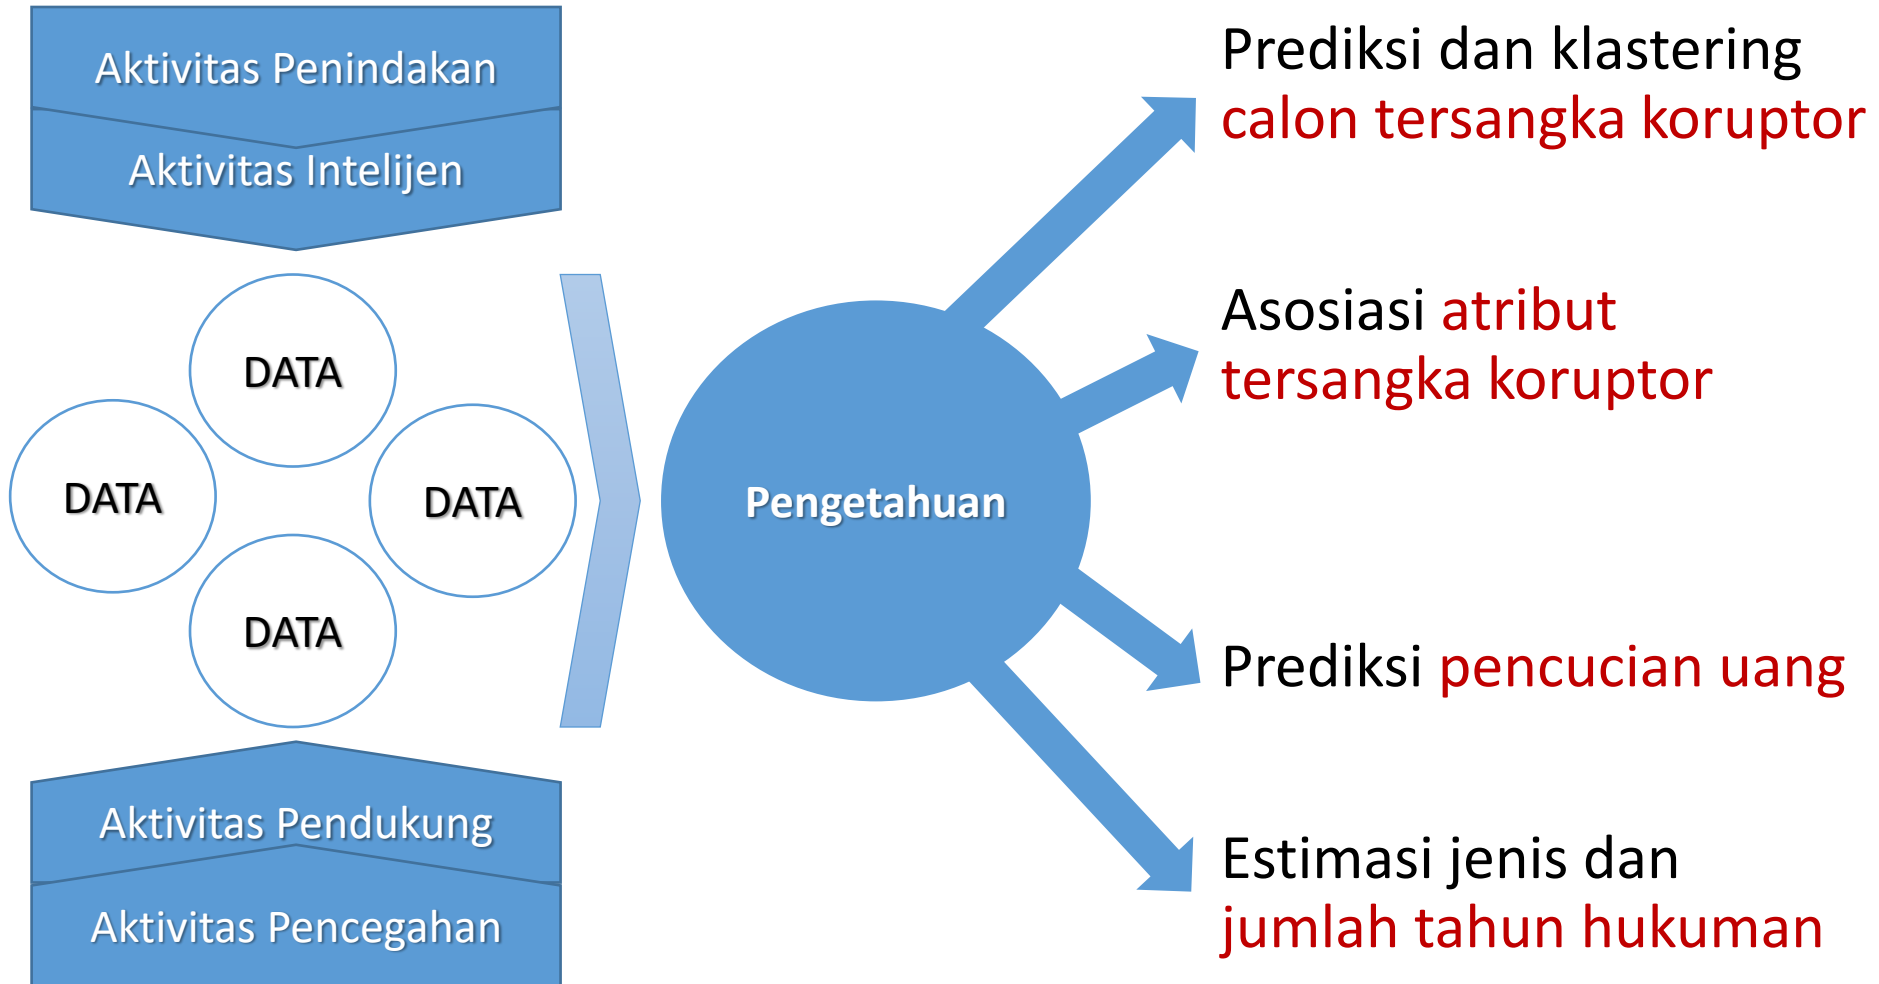 Aktivitas Penindakan
Aktivitas Intelijen
DATA
DATA
DATA
DATA
Aktivitas Pendukung
Aktivitas Pencegahan
Pengetahuan
Prediksi dan klastering
calon tersangka koruptor
Asosiasi atribut
tersangka koruptor
Prediksi pencucian uang
Estimasi jenis dan
jumlah tahun hukuman